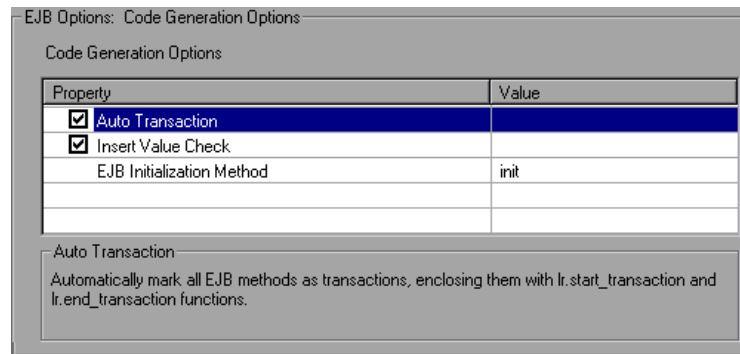 EJB Options: Code Generation Options
Code Generation Options
Property Value
Auto Transaction
Insert Value Check
EJB Initialization Method init
Auto Transaction
Automatically mark all EJB methods as transactions, enclosing them with lr.start_transaction and
lr.end_transaction functions.